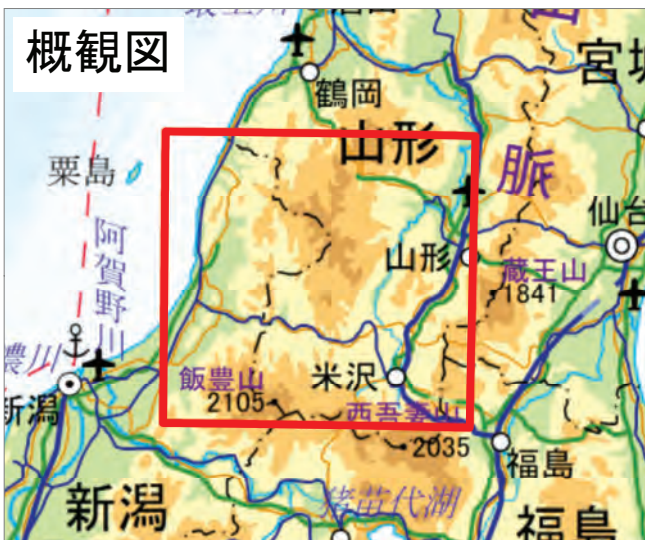 概観図
鶴岡
宮城
山形
粟島
脈
仙台
阿賀野川
山形
蔵王山
1841
新潟
飯豊山
2105
米沢
西吾妻山
2035
福島
新潟
猪苗代湖
福島